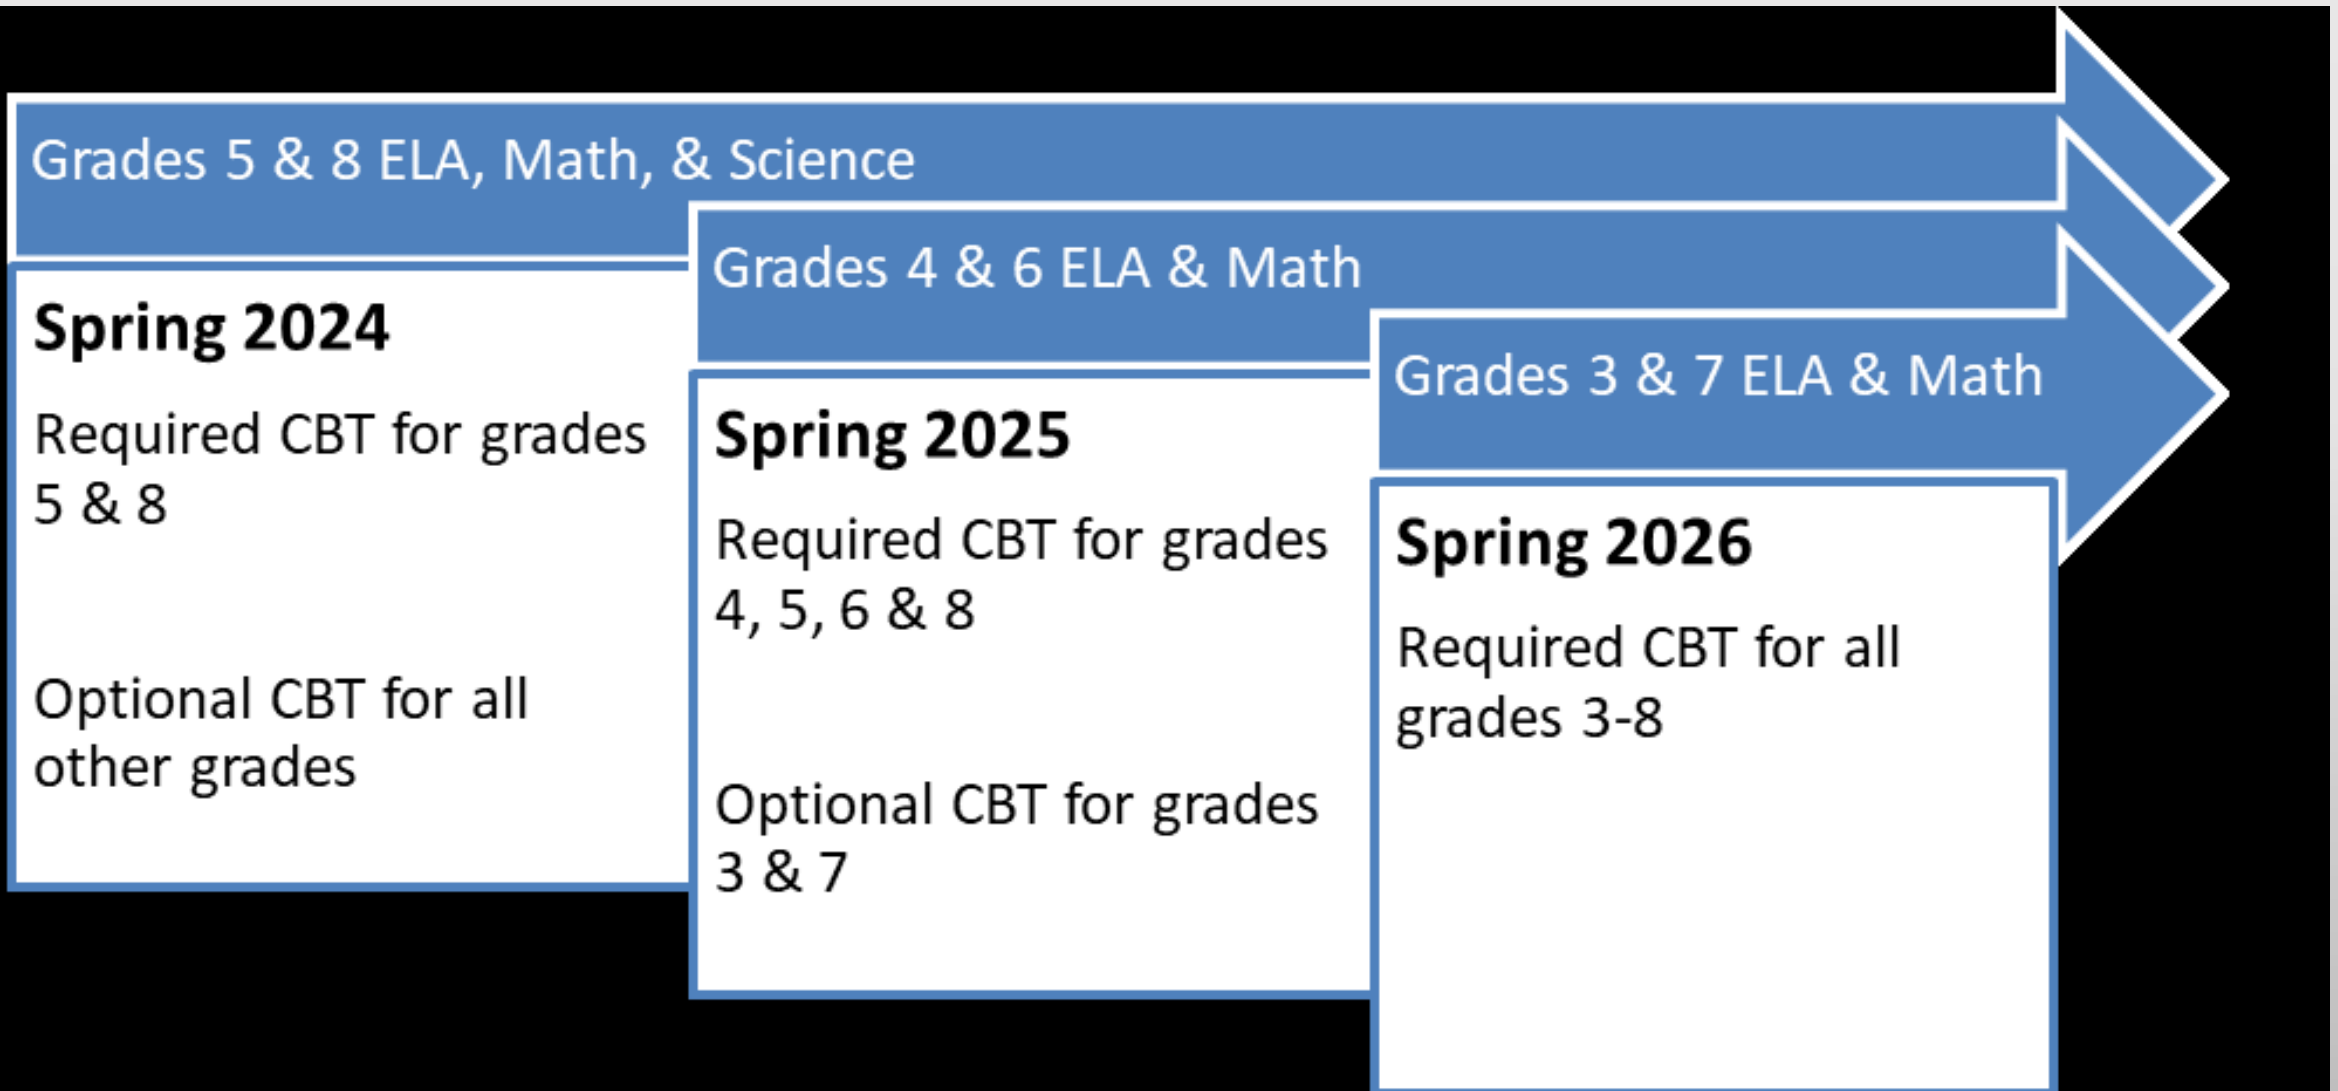 Grades 5 & 8 ELA, Math, & Science
Spring 2024
Required CBT for grades
5 & 8
Optional CBT for all
other grades
Grades 4 & 6 ELA & Math
Spring 2025
Required CBT for grades
4, 5, 6 & 8
Optional CBT for grades
3 & 7
Grades 3 & 7 ELA & Math
Spring 2026
Required CBT for all
grades 3-8